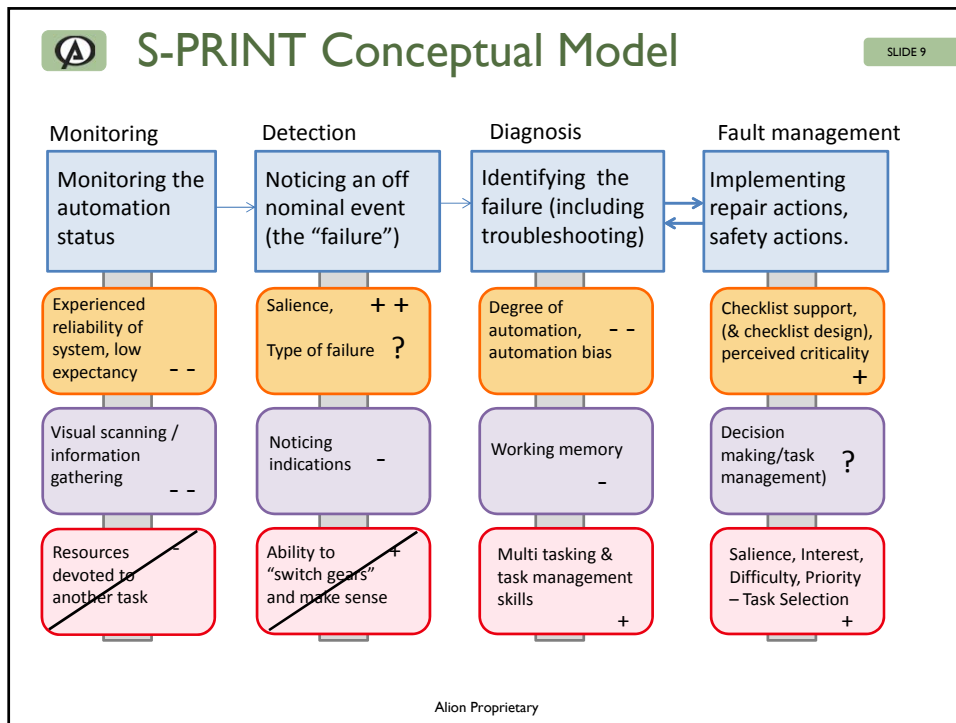 S-PRINT Conceptual Model
SLIDE 9
Monitoring
Detection
Diagnosis
Fault management
Monitoring the
automation
status
Noticing an off
nominal event
(the “failure”)
Identifying the
failure (including
troubleshooting)
Implementing
repair actions,
safety actions.
Experienced
reliability of
system, low
expectancy
- -
Salience, + +
Type of failure ?
Degree of
automation, - -
automation bias
Checklist support,
(& checklist design),
perceived criticality
+
Visual scanning /
information
gathering
- -
Noticing
indications -
Working memory
-
Decision
making/task ?
management)
Resources -
devoted to
another task
Ability to +
“switch gears”
and make sense
Multi tasking &
task management
skills
+
Salience, Interest,
Difficulty, Priority
– Task Selection
+
Alion Proprietary